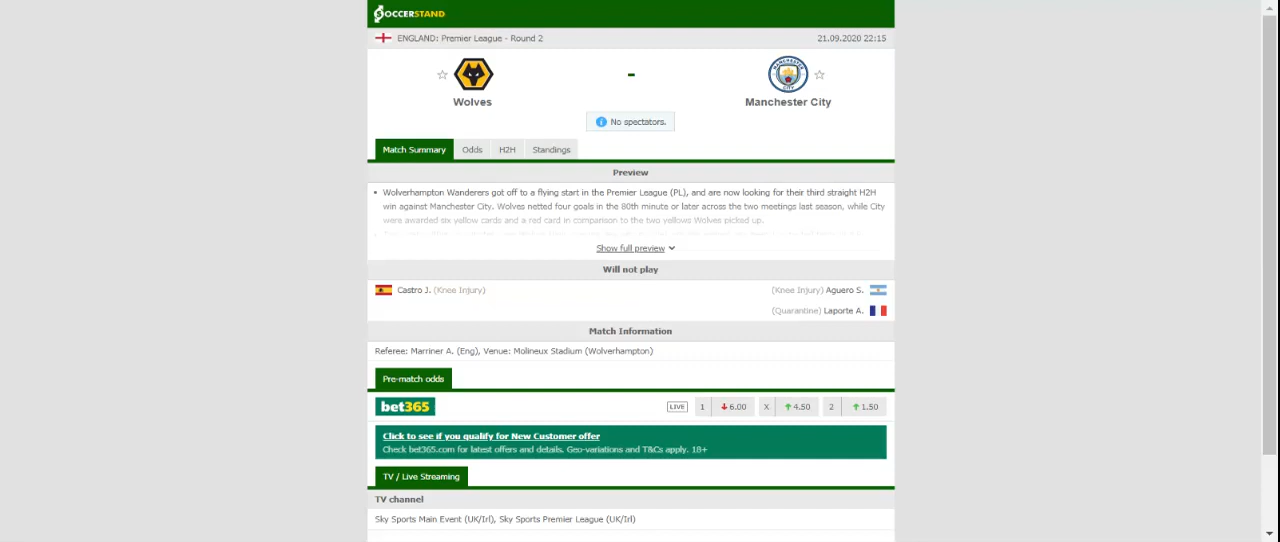 SOCCERSTAND
ENGLAND: Premier League - Round 2 21.09.2020 22:15
-
Wolves Manchester City
No spectators.
Match Summary Odds H2H Standings
Preview
Wolverhampton Wanderers got off to a flying start in the Premier League (PL), and are now looking for their third straight H2H
win against Manchester City. Wolves netted four goals in the 80th minute or later across the two meetings last season, while City
were awarded six yellow cards and a red card in comparison to the two yellows Wolves picked up.
Show full preview
Will not play
Castro J. (Knee Injury) (Knee Injury) Aguero S.
(Quarantine) Laporte A.
Match Information
Referee: Marriner A. (Eng), Venue: Molineux Stadium (Wolverhampton)
Pre-match odds
bet365 LIVE 1 6.00 X 4.50 2 1.50
Click to see if you qualify for New Customer offer
Check bet365.com for latest offers and details. Geo-variations and T&Cs apply. 18+
TV / Live Streaming
TV channel
Sky Sports Main Event (UK/Irl), Sky Sports Premier League (UK/Irl)